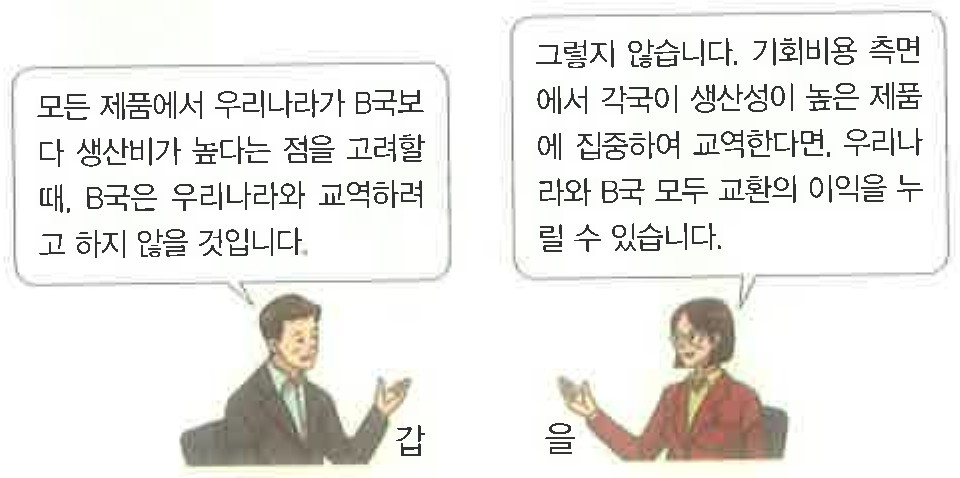 모든 제품에서 우리나라가 B국보
다 생산비가 높다는 점을 고려할
때, B국은 우리나라와 교역하려
고 하지 않을 것입니다.
갑
그렇지 않습니다. 기회비용 측면
에서 각국이 생산성이 높은 제품
에 집중하여 교역한다면, 우리나
라와 B국 모두 교환의 이익을 누
릴 수 있습니다.
을